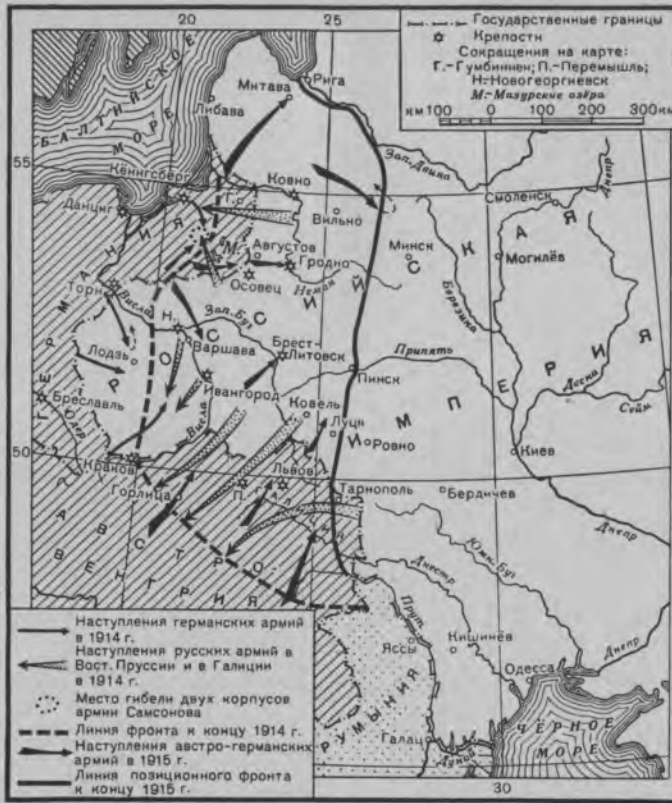 20
25
Государственные границы
Крепости
Сокращения на карте:
Г.-Гумбиннен; П.-Перемышль;
Н.-Новогеоргиевск
М.-Мазурские озёра
км 100 0 100 200 300 км
БАЛТИЙСКОЕ
МОРЕ
Рига
Митава
Либава
55
Кёнигсберг
Зап. Двина
Днепр
Данциг
Г.
Ковно
Вильно
Смоленск
М.
Августов
Минск
Могилёв
Гродно
Осовец
Неман
Березина
Торн
Висла
Н.
Зап. Буг
Варшава
Брест-
Литовск
Лодзь
Припять
Пинск
Десна
Сейм
Бреславль
Одер
Ивангород
Висла
Ковель
Луцк
Ровно
Киев
50
Краков
Горлица
П.
Львов
ГАЛИЦИЯ
Тарнополь
Бердичев
Днепр
ГЕРМАНИЯ
РОССИЙСКАЯ
ИМПЕРИЯ
АВСТРО-
ВЕНГРИЯ
Днестр
Южн. Буг
Прут
Яссы
Кишинёв
Одесса
Днепр
РУМЫНИЯ
Галац
Дунай
ЧЁРНОЕ
МОРЕ
30
Наступления германских армий
в 1914 г.
Наступления русских армий в
Вост. Пруссии и в Галиции
в 1914 г.
Место гибели двух корпусов
армии Самсонова
Линия фронта к концу 1914 г.
Наступления австро-германских
армий в 1915 г.
Линия позиционного фронта
к концу 1915 г.